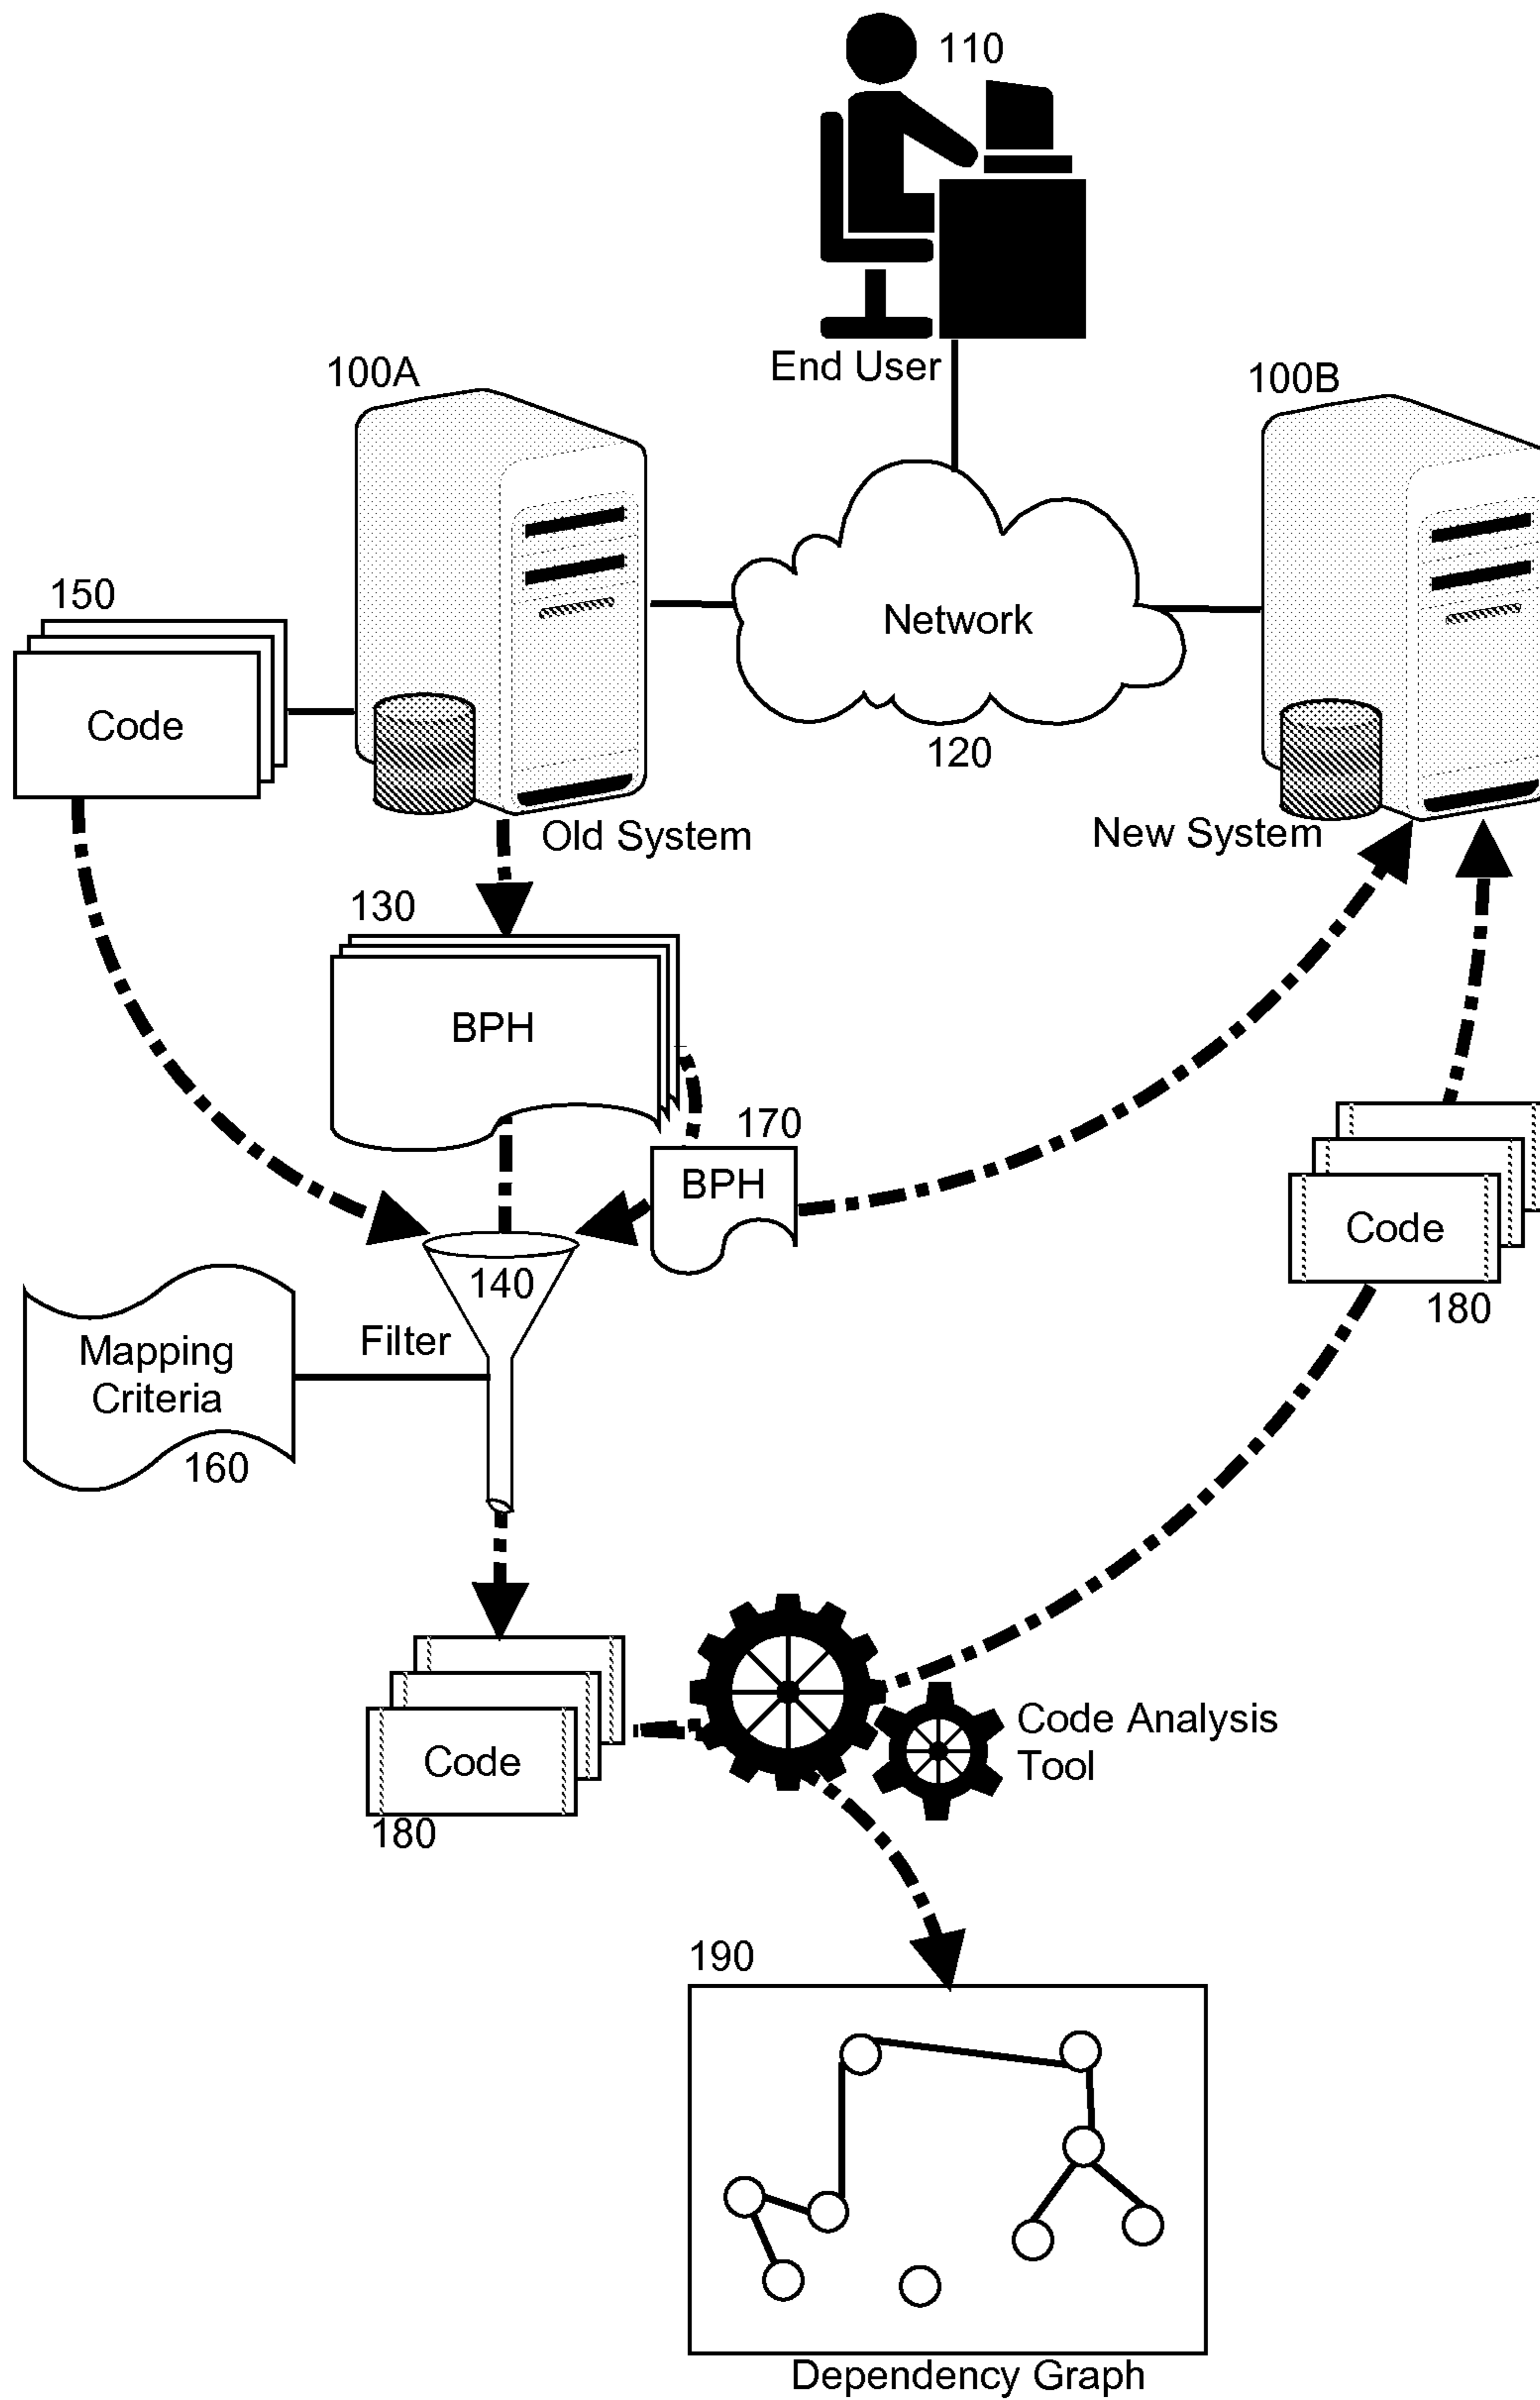 110
End User
100A
100B
150
Code
Network
120
Old System
New System
130
BPH
170
BPH
Code
180
140
Filter
Mapping
Criteria
160
Code
180
Code Analysis
Tool
190
Dependency Graph